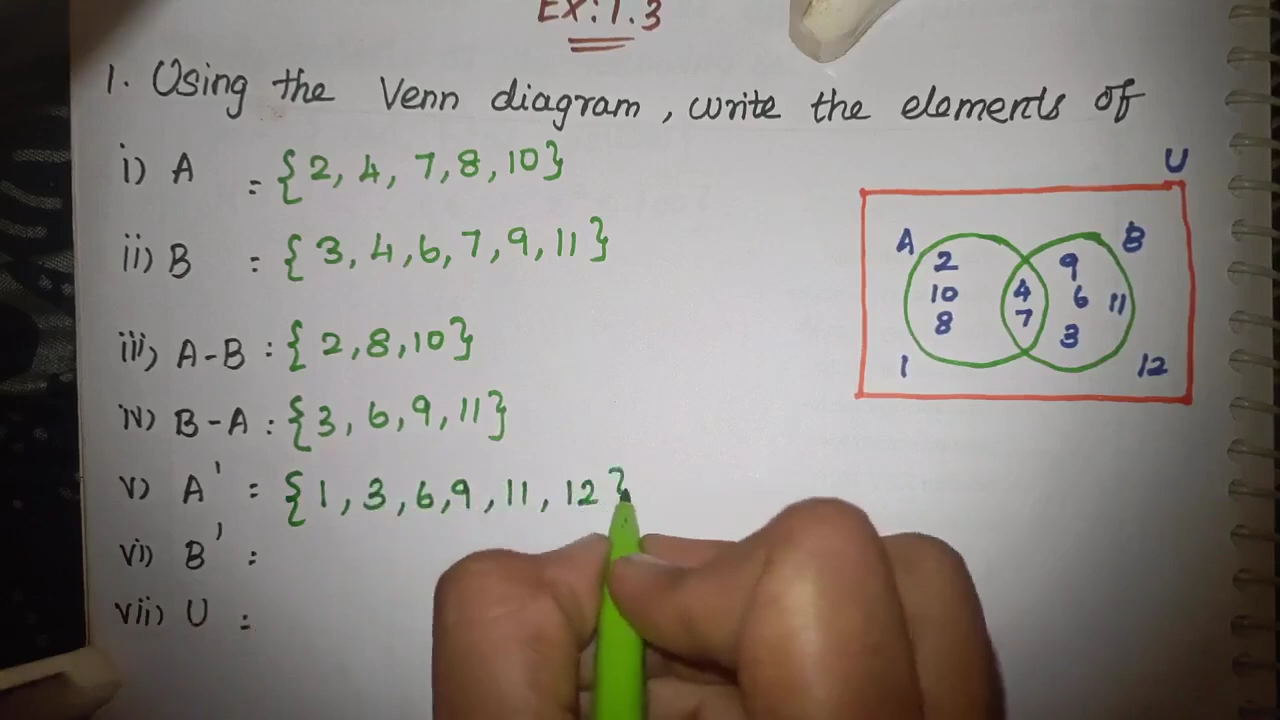 EX:1.3
1. Using the Venn diagram, write the elements of
i) A = {2, 4, 7, 8, 10}
ii) B = {3, 4, 6, 7, 9, 11}
iii) A-B : {2, 8, 10}
iv) B-A : {3, 6, 9, 11}
v) A' = {1, 3, 6, 9, 11, 12}
vi) B' =
vii) U =
U
A B
2 9
10 4 6 11
8 7 3
1 12